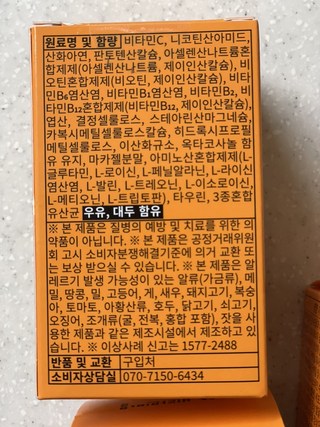 원료명 및 함량 비타민C, 니코틴산아미드,
산화아연, 판토텐산칼슘, 아셀렌산나트륨혼
합제제(아셀렌산나트륨, 제이인산칼슘), 비오
틴혼합제제(비오틴, 제이인산칼슘), 비타
민B₆염산염, 비타민B₁염산염, 비타민B₂, 비
타민B₁₂혼합제제(비타민B₁₂, 제이인산칼슘),
엽산, 결정셀룰로스, 스테아린산마그네슘,
카복시메틸셀룰로스칼슘, 히드록시프로필
메틸셀룰로스, 이산화규소, 옥타코사놀 함
유 유지, 마카젤분말, 아미노산혼합제제(L-
글루타민, L-로이신, L-페닐알라닌, L-라이신
염산염, L-발린, L-트레오닌, L-이소로이신,
L-메티오닌, L-트립토판), 타우린, 3종혼합
유산균 우유, 대두 함유
※ 본 제품은 질병의 예방 및 치료를 위한 의
약품이 아닙니다. ※ 본 제품은 공정거래위원
회 고시 소비자분쟁해결기준에 의거 교환 또
는 보상 받으실 수 있습니다. ※ 본 제품은 알
레르기 발생 가능성이 있는 알류(가금류), 메
밀, 땅콩, 밀, 고등어, 게, 새우, 돼지고기, 복숭
아, 토마토, 아황산류, 호두, 닭고기, 쇠고기,
오징어, 조개류(굴, 전복, 홍합 포함), 잣을 사
용한 제품과 같은 제조시설에서 제조하고 있
습니다. ※ 이상사례 신고는 1577-2488
반품 및 교환 구입처
소비자상담실 070-7150-6434